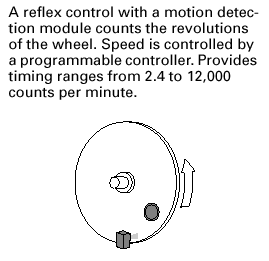 A reflex control with a motion detec-
tion module counts the revolutions
of the wheel. Speed is controlled by
a programmable controller. Provides
timing ranges from 2.4 to 12,000
counts per minute.